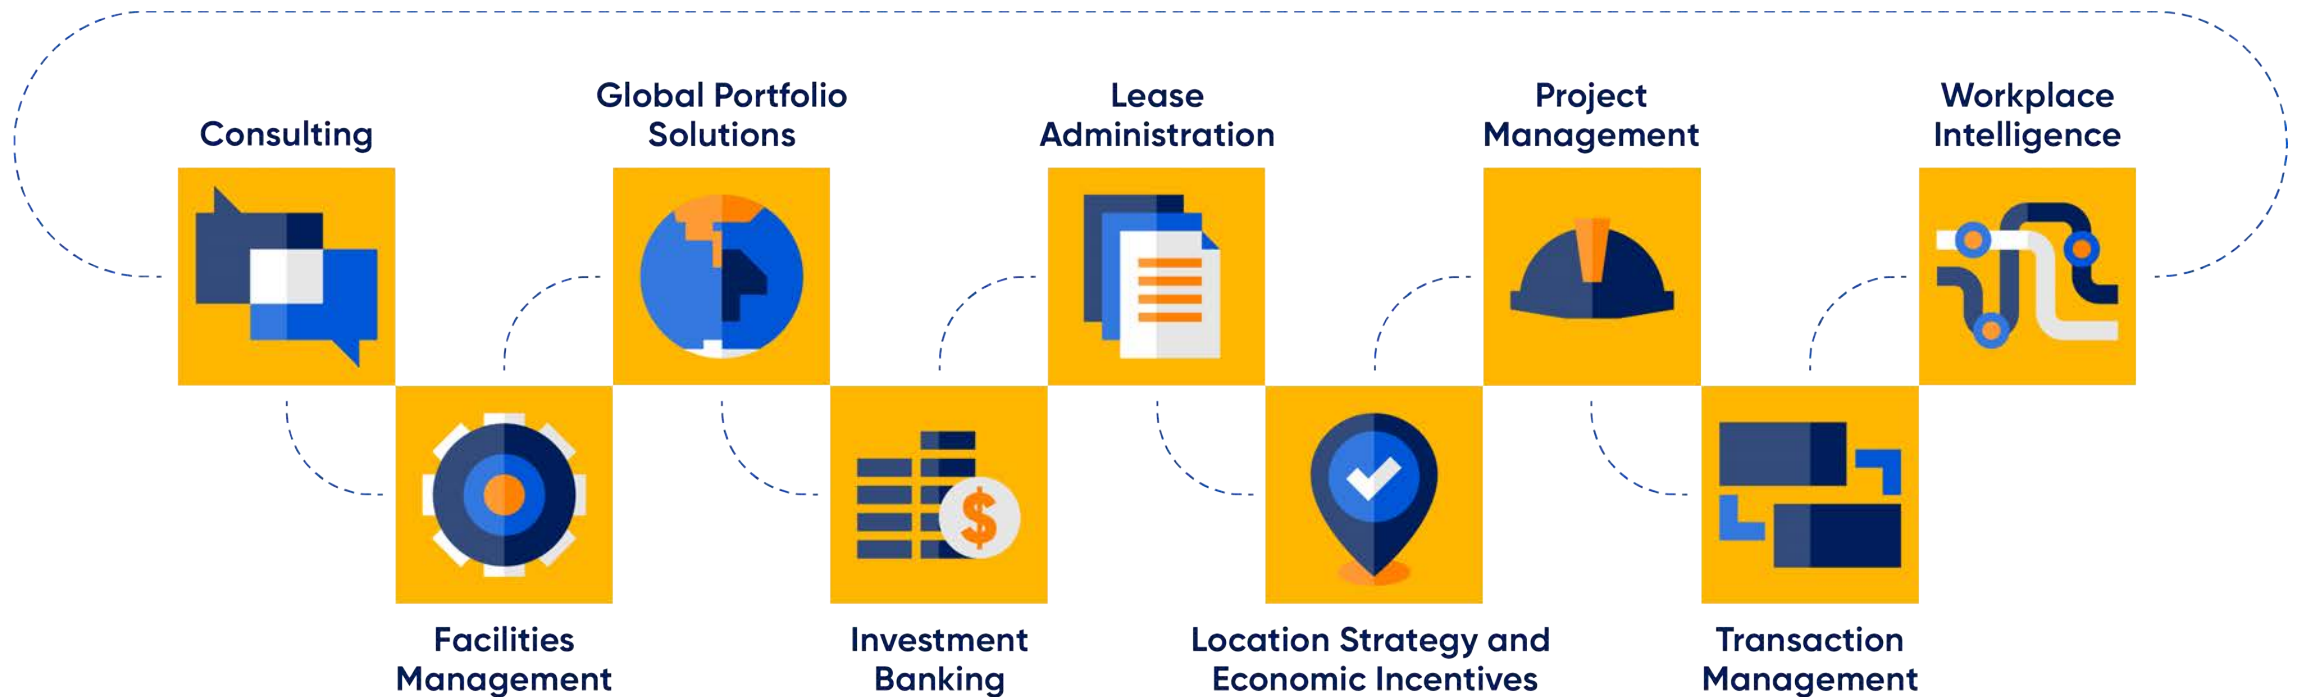 Consulting
Facilities
Management
Global Portfolio
Solutions
Investment
Banking
$
Lease
Administration
Location Strategy and
Economic Incentives
Project
Management
Transaction
Management
Workplace
Intelligence